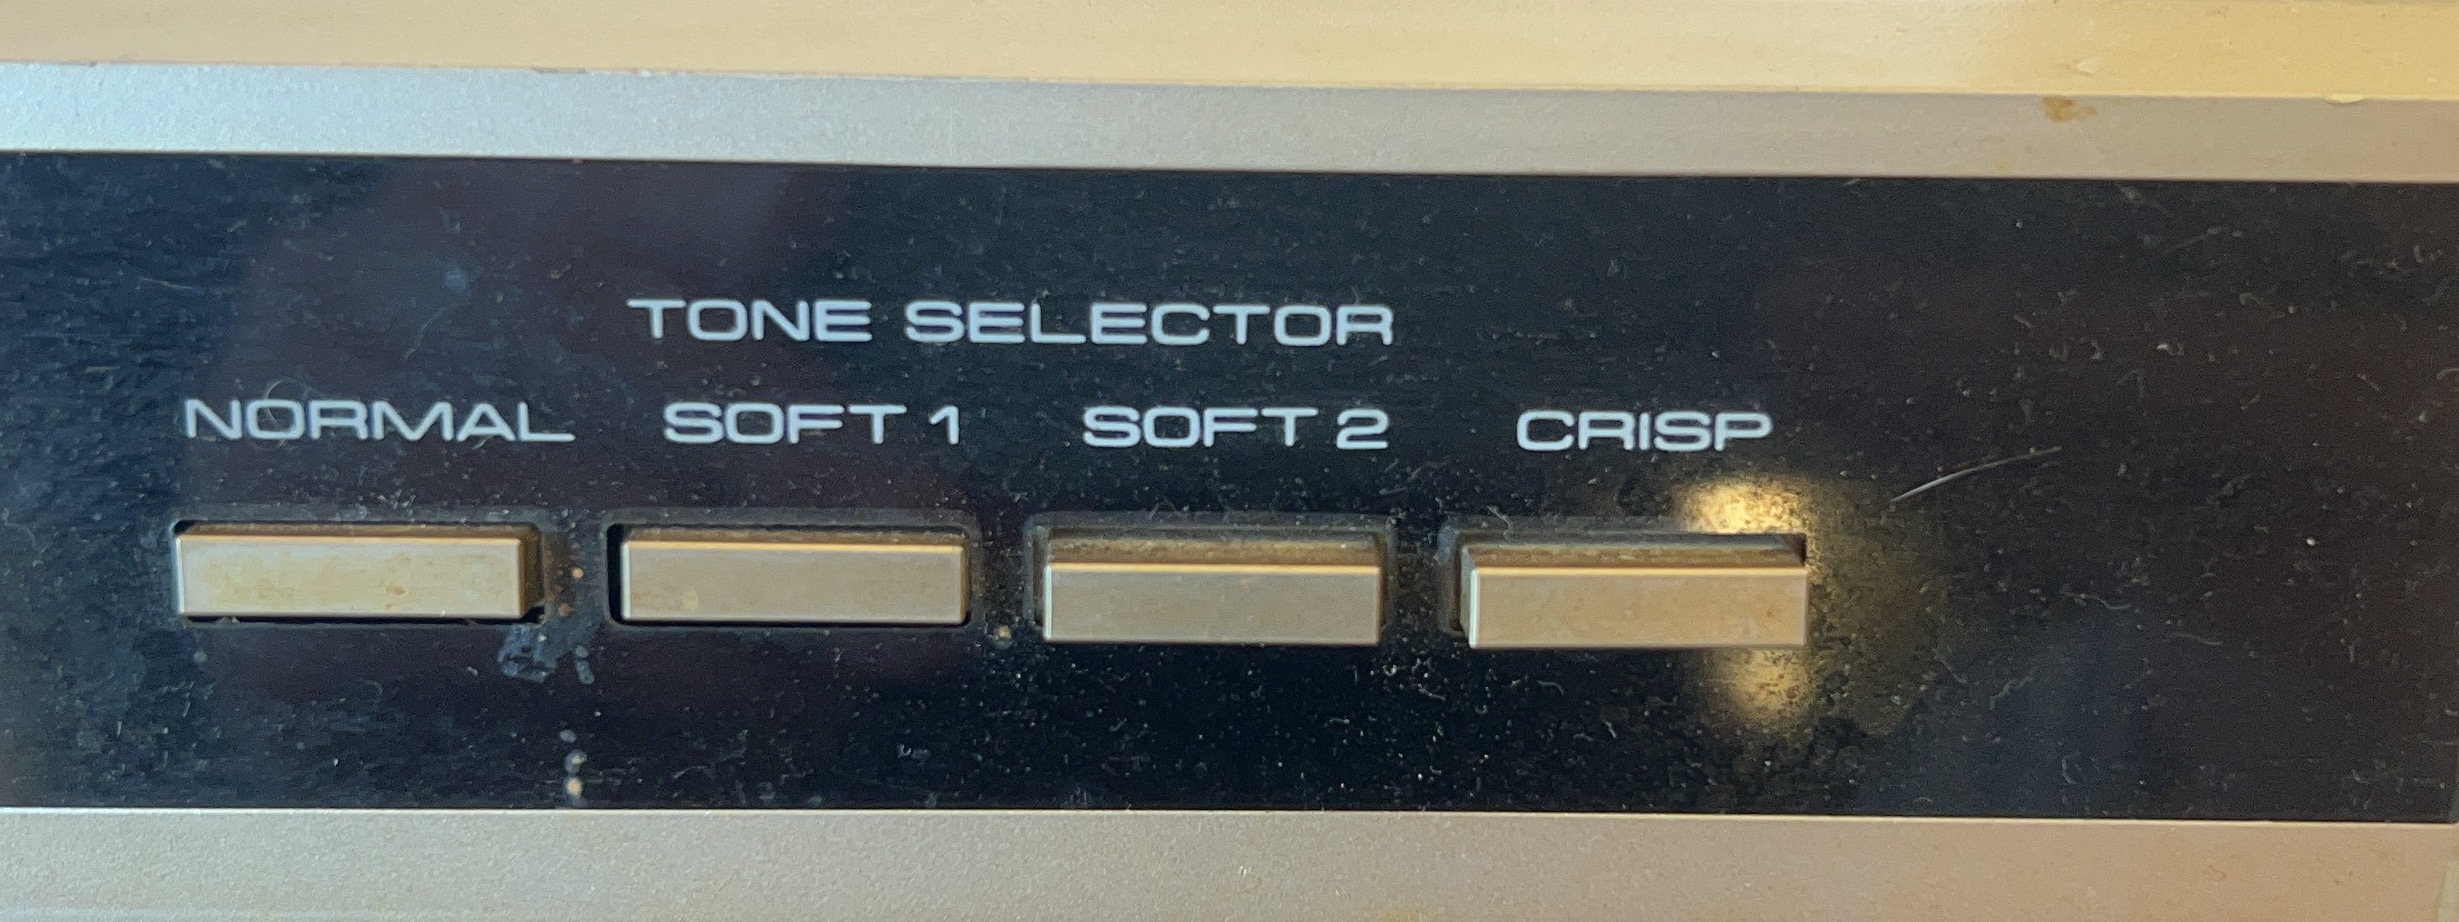 TONE SELECTOR
NORMAL SOFT 1 SOFT 2 CRISP